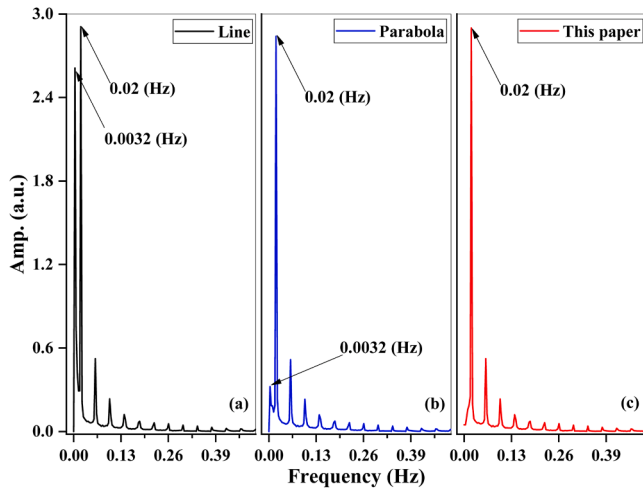 Amp. (a.u.)
3.0
2.4
1.8
1.2
0.6
0.0
Line
0.02 (Hz)
0.0032 (Hz)
(a)
0.00 0.13 0.26 0.39
Parabola
0.02 (Hz)
0.0032 (Hz)
(b)
0.00 0.13 0.26 0.39
This paper
0.02 (Hz)
(c)
0.00 0.13 0.26 0.39
Frequency (Hz)